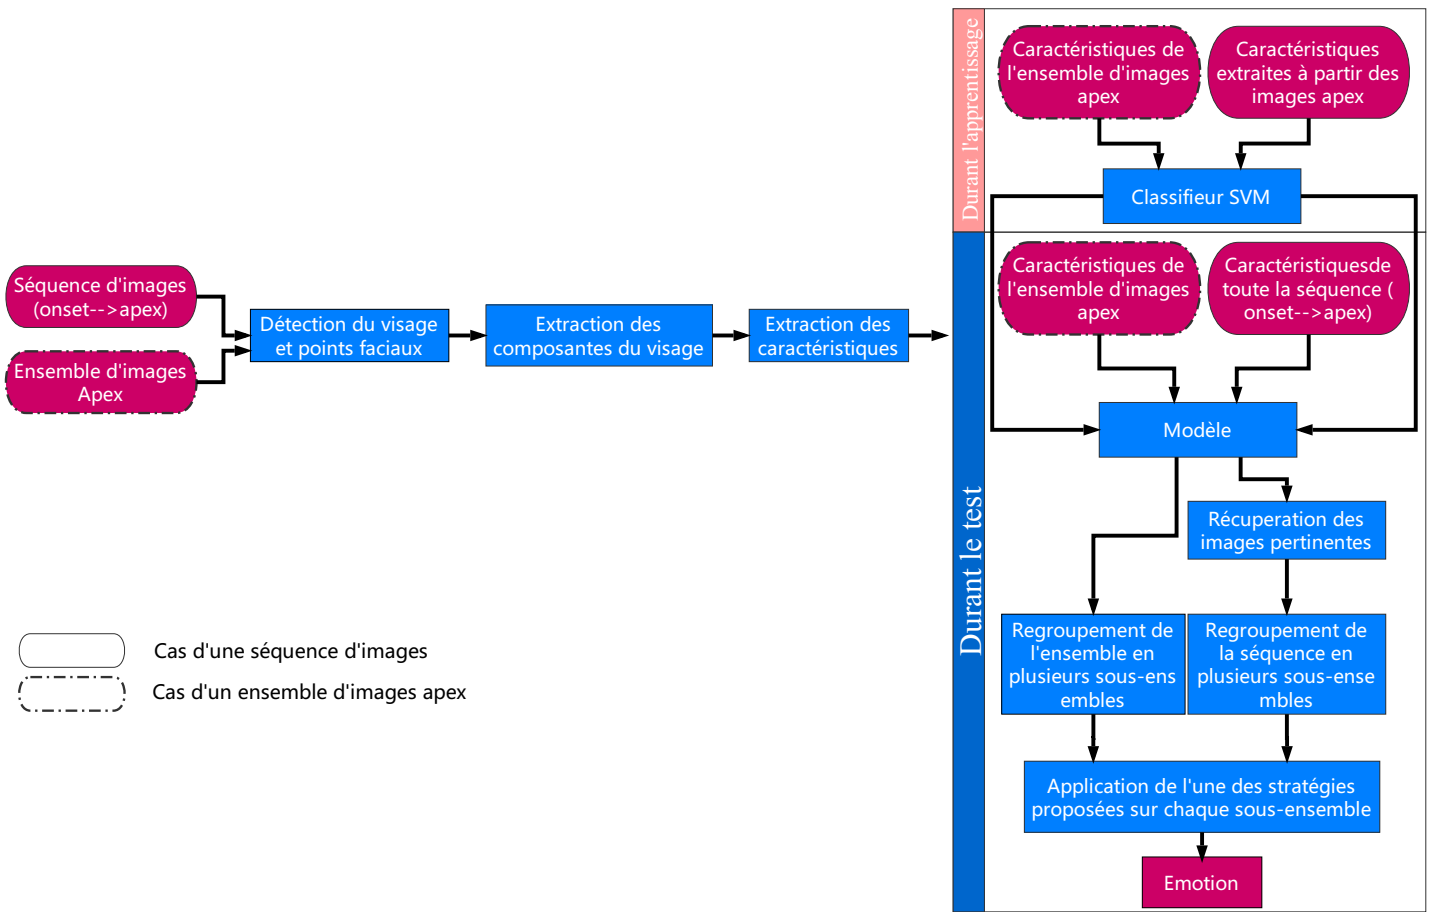 Séquence d'images
(onset-->apex)
Ensemble d'images
Apex
Détection du visage
et points faciaux
Extraction des
composantes du visage
Extraction des
caractéristiques
Cas d'une séquence d'images
Cas d'un ensemble d'images apex
Durant l'apprentissage
Caractéristiques de
l'ensemble d'images
apex
Caractéristiques
extraites à partir des
images apex
Classifieur SVM
Durant le test
Caractéristiques de
l'ensemble d'images
apex
Caractéristiquesde
toute la séquence (
onset-->apex)
Modèle
Récuperation des
images pertinentes
Regroupement de
l'ensemble en
plusieurs sous-ens
embles
Regroupement de
la séquence en
plusieurs sous-ense
mbles
Application de l'une des stratégies
proposées sur chaque sous-ensemble
Emotion